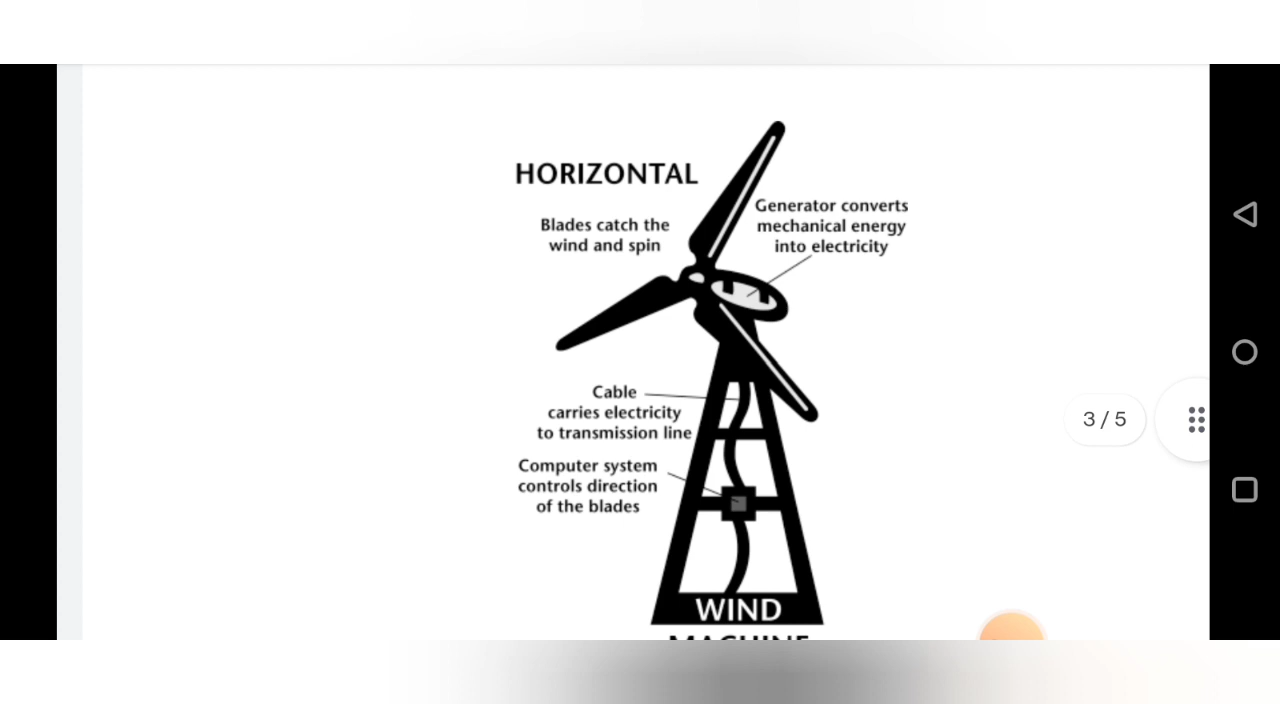 HORIZONTAL
Blades catch the
wind and spin
Generator converts
mechanical energy
into electricity
Cable
carries electricity
to transmission line
Computer system
controls direction
of the blades
3 / 5
WIND
MACHINE